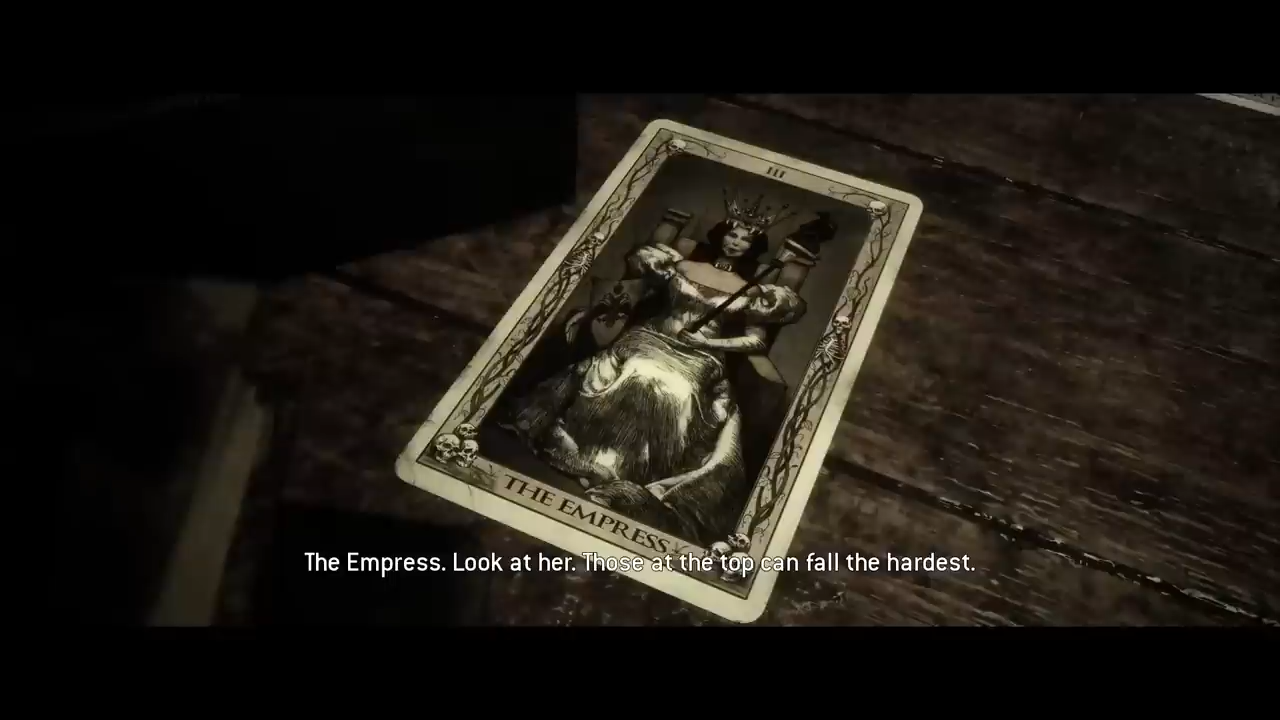 III
THE EMPRESS
The Empress. Look at her. Those at the top can fall the hardest.